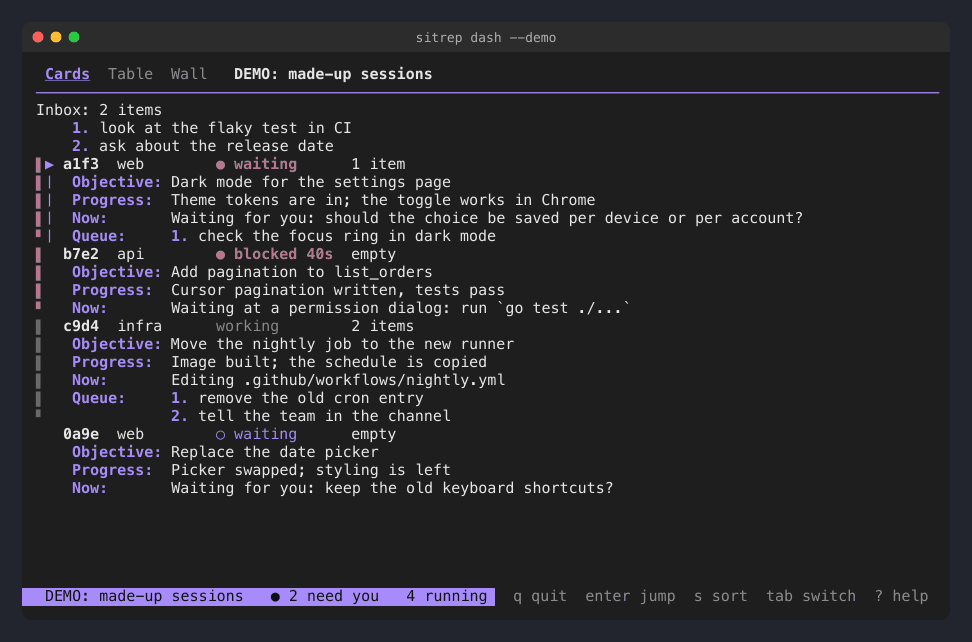 sitrep dash --demo
Cards Table Wall DEMO: made-up sessions
Inbox: 2 items
1. look at the flaky test in CI
2. ask about the release date
▶ a1f3 web ● waiting 1 item
Objective: Dark mode for the settings page
Progress: Theme tokens are in; the toggle works in Chrome
Now: Waiting for you: should the choice be saved per device or per account?
Queue: 1. check the focus ring in dark mode
b7e2 api ● blocked 40s empty
Objective: Add pagination to list_orders
Progress: Cursor pagination written, tests pass
Now: Waiting at a permission dialog: run `go test ./...`
c9d4 infra working 2 items
Objective: Move the nightly job to the new runner
Progress: Image built; the schedule is copied
Now: Editing .github/workflows/nightly.yml
Queue: 1. remove the old cron entry
2. tell the team in the channel
0a9e web ○ waiting empty
Objective: Replace the date picker
Progress: Picker swapped; styling is left
Now: Waiting for you: keep the old keyboard shortcuts?
DEMO: made-up sessions ● 2 need you 4 running q quit enter jump s sort tab switch ? help